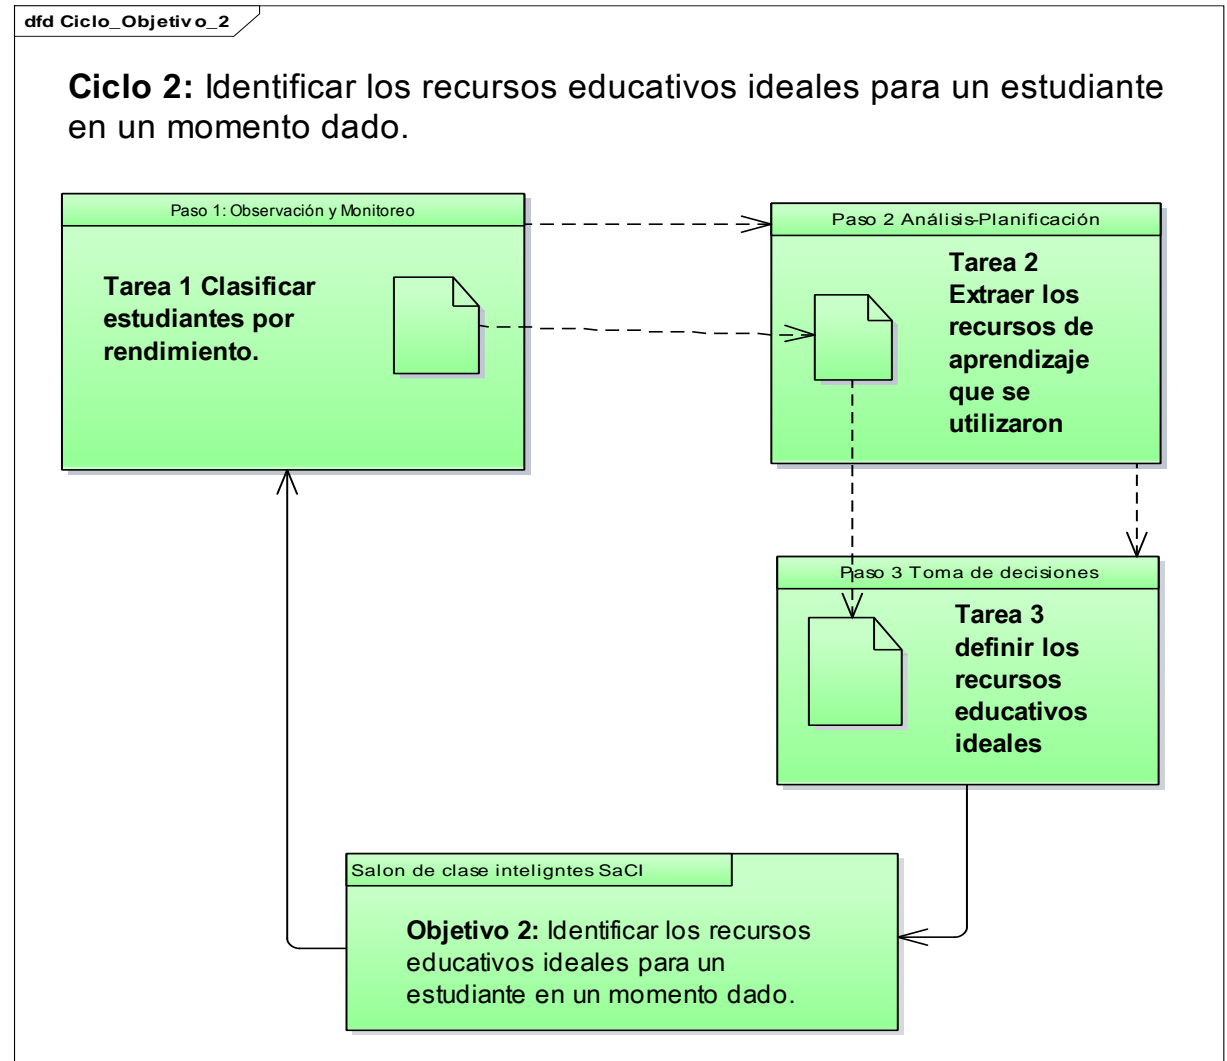 dfd Ciclo_Objetivo_2
Ciclo 2: Identificar los recursos educativos ideales para un estudiante
en un momento dado.
Paso 1: Observación y Monitoreo
Tarea 1 Clasificar
estudiantes por
rendimiento.
Paso 2 Análisis-Planificación
Tarea 2
Extraer los
recursos de
aprendizaje
que se
utilizaron
Paso 3 Toma de decisiones
Tarea 3
definir los
recursos
educativos
ideales
Salon de clase inteligntes SaCI
Objetivo 2: Identificar los recursos
educativos ideales para un
estudiante en un momento dado.